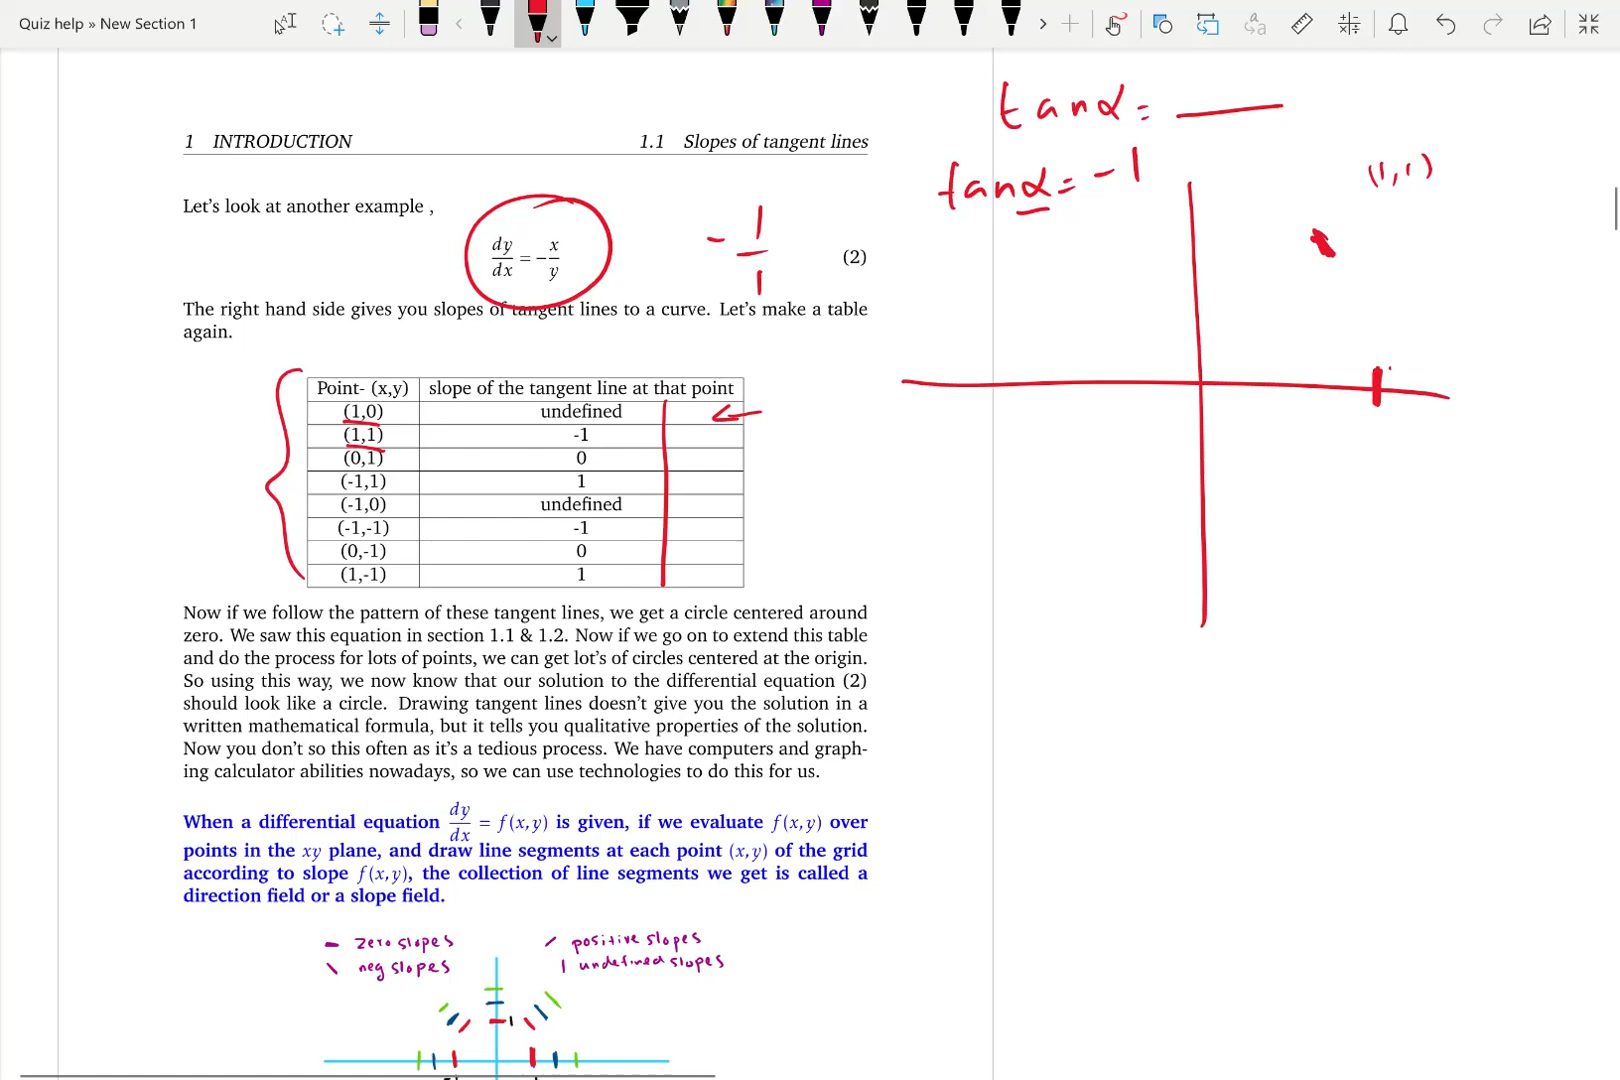 Quiz help » New Section 1
1 INTRODUCTION 1.1 Slopes of tangent lines
Let's look at another example ,
dy/dx = −x/y (2)
The right hand side gives you slopes of tangent lines to a curve. Let's make a table
again.
Point- (x,y) slope of the tangent line at that point
(1,0) undefined
(1,1) -1
(0,1) 0
(-1,1) 1
(-1,0) undefined
(-1,-1) -1
(0,-1) 0
(1,-1) 1
Now if we follow the pattern of these tangent lines, we get a circle centered around
zero. We saw this equation in section 1.1 & 1.2. Now if we go on to extend this table
and do the process for lots of points, we can get lot's of circles centered at the origin.
So using this way, we now know that our solution to the differential equation (2)
should look like a circle. Drawing tangent lines doesn't give you the solution in a
written mathematical formula, but it tells you qualitative properties of the solution.
Now you don't so this often as it's a tedious process. We have computers and graph-
ing calculator abilities nowadays, so we can use technologies to do this for us.
When a differential equation dy/dx = f(x,y) is given, if we evaluate f(x,y) over
points in the xy plane, and draw line segments at each point (x,y) of the grid
according to slope f(x,y), the collection of line segments we get is called a
direction field or a slope field.
zero slopes positive slopes
neg slopes undefined slopes
- 1/1
tanα =
tanα = -1
(1,1)